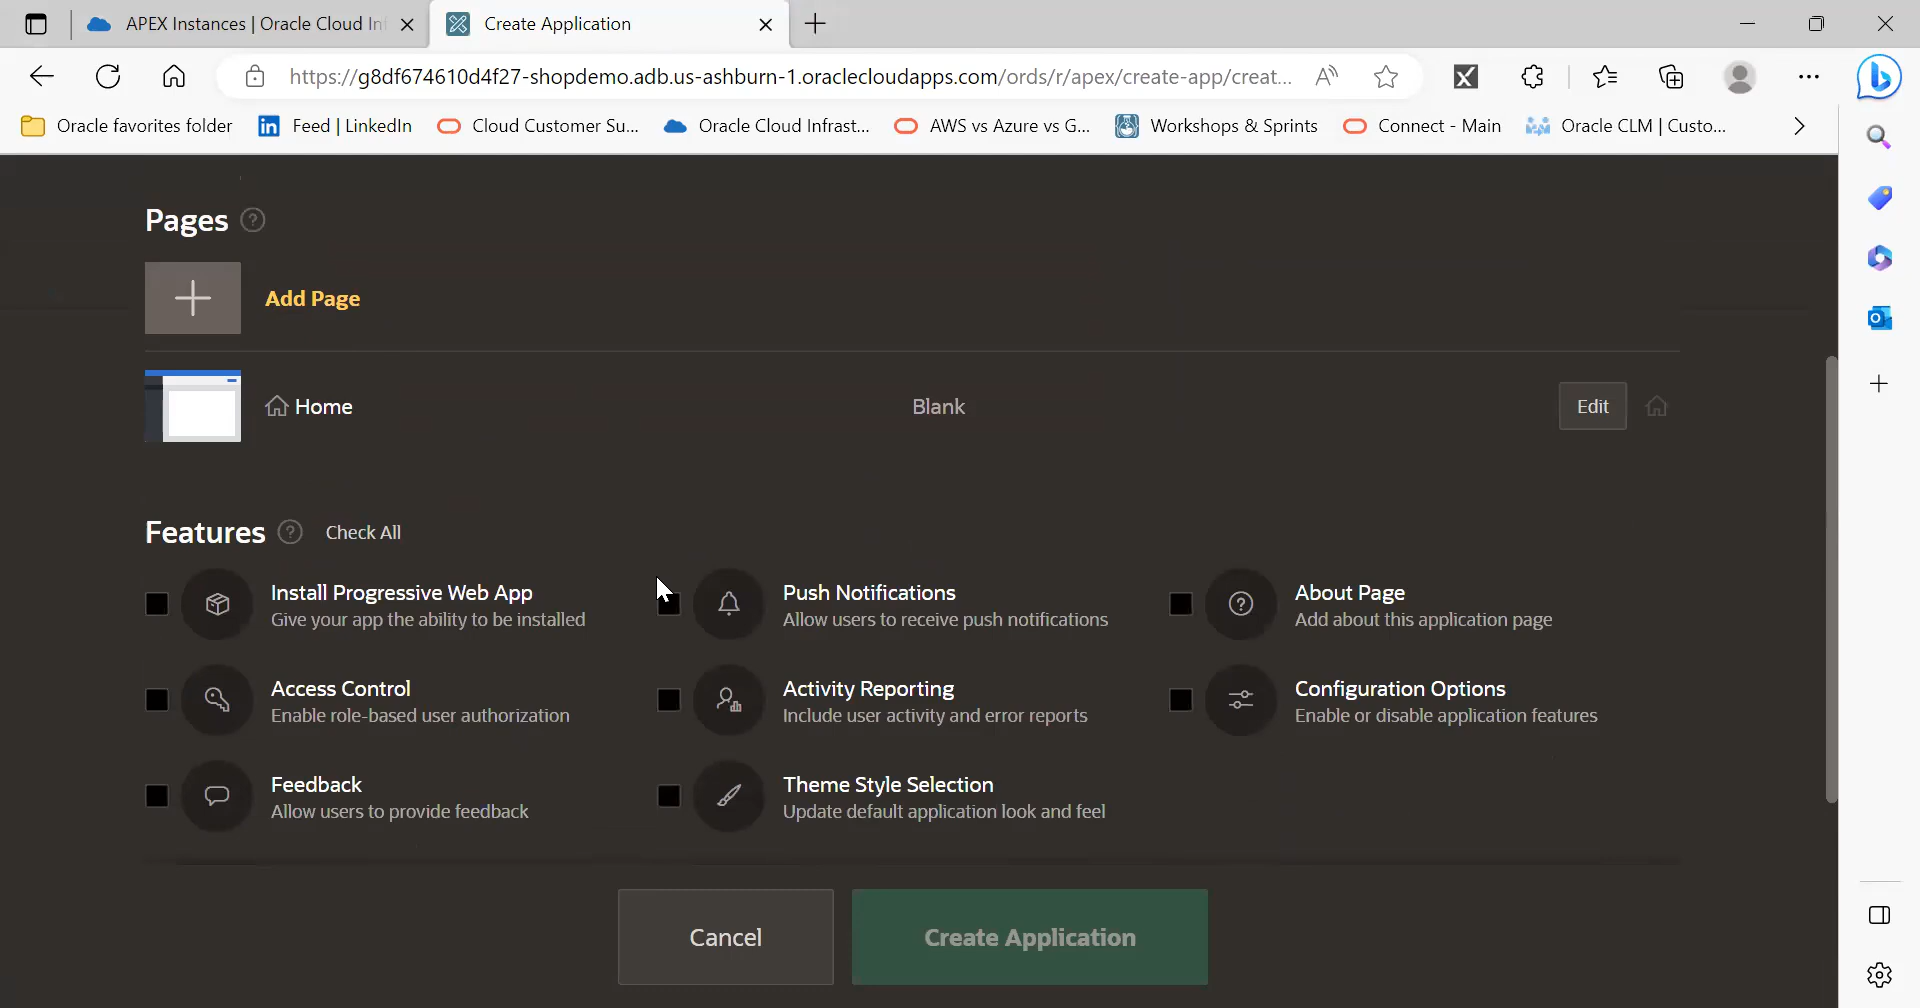 APEX Instances | Oracle Cloud In
Create Application
https://g8df674610d4f27-shopdemo.adb.us-ashburn-1.oraclecloudapps.com/ords/r/apex/create-app/creat...
Oracle favorites folder
Feed | LinkedIn
Cloud Customer Su...
Oracle Cloud Infrast...
AWS vs Azure vs G...
Workshops & Sprints
Connect - Main
Oracle CLM | Custo...
Pages
Add Page
Home
Blank
Edit
Features
Check All
Install Progressive Web App
Give your app the ability to be installed
Push Notifications
Allow users to receive push notifications
About Page
Add about this application page
Access Control
Enable role-based user authorization
Activity Reporting
Include user activity and error reports
Configuration Options
Enable or disable application features
Feedback
Allow users to provide feedback
Theme Style Selection
Update default application look and feel
Cancel
Create Application